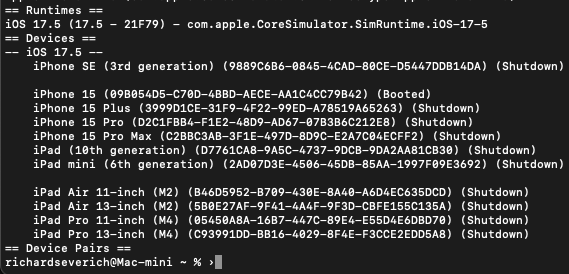 == Runtimes ==
iOS 17.5 (17.5 - 21F79) - com.apple.CoreSimulator.SimRuntime.iOS-17-5
== Devices ==
-- iOS 17.5 --
iPhone SE (3rd generation) (9889C6B6-0845-4CAD-80CE-D5447DDB14DA) (Shutdown)
iPhone 15 (09B054D5-C70D-4BBD-AECE-AA1C4CC79B42) (Booted)
iPhone 15 Plus (3999D1CE-31F9-4F22-99ED-A78519A65263) (Shutdown)
iPhone 15 Pro (D2C1FBB4-F1E2-48D9-AD67-07B3B6C212E8) (Shutdown)
iPhone 15 Pro Max (C2BBC3AB-3F1E-497D-8D9C-E2A7C04ECFF2) (Shutdown)
iPad (10th generation) (D7761CA8-9A5C-4737-9DCB-9DA2AA81CB30) (Shutdown)
iPad mini (6th generation) (2AD07D3E-4506-45DB-85AA-1997F09E3692) (Shutdown)
iPad Air 11-inch (M2) (B46D5952-B709-430E-8A40-A6D4EC635DCD) (Shutdown)
iPad Air 13-inch (M2) (5B0E27AF-9F41-4A4F-9F3D-CBFE155C135A) (Shutdown)
iPad Pro 11-inch (M4) (05450A8A-16B7-447C-89E4-E55D4E6DBD70) (Shutdown)
iPad Pro 13-inch (M4) (C93991DD-BB16-4029-8F4E-F3CCE2EDD5A8) (Shutdown)
== Device Pairs ==
richardseverich@Mac-mini ~ % ›